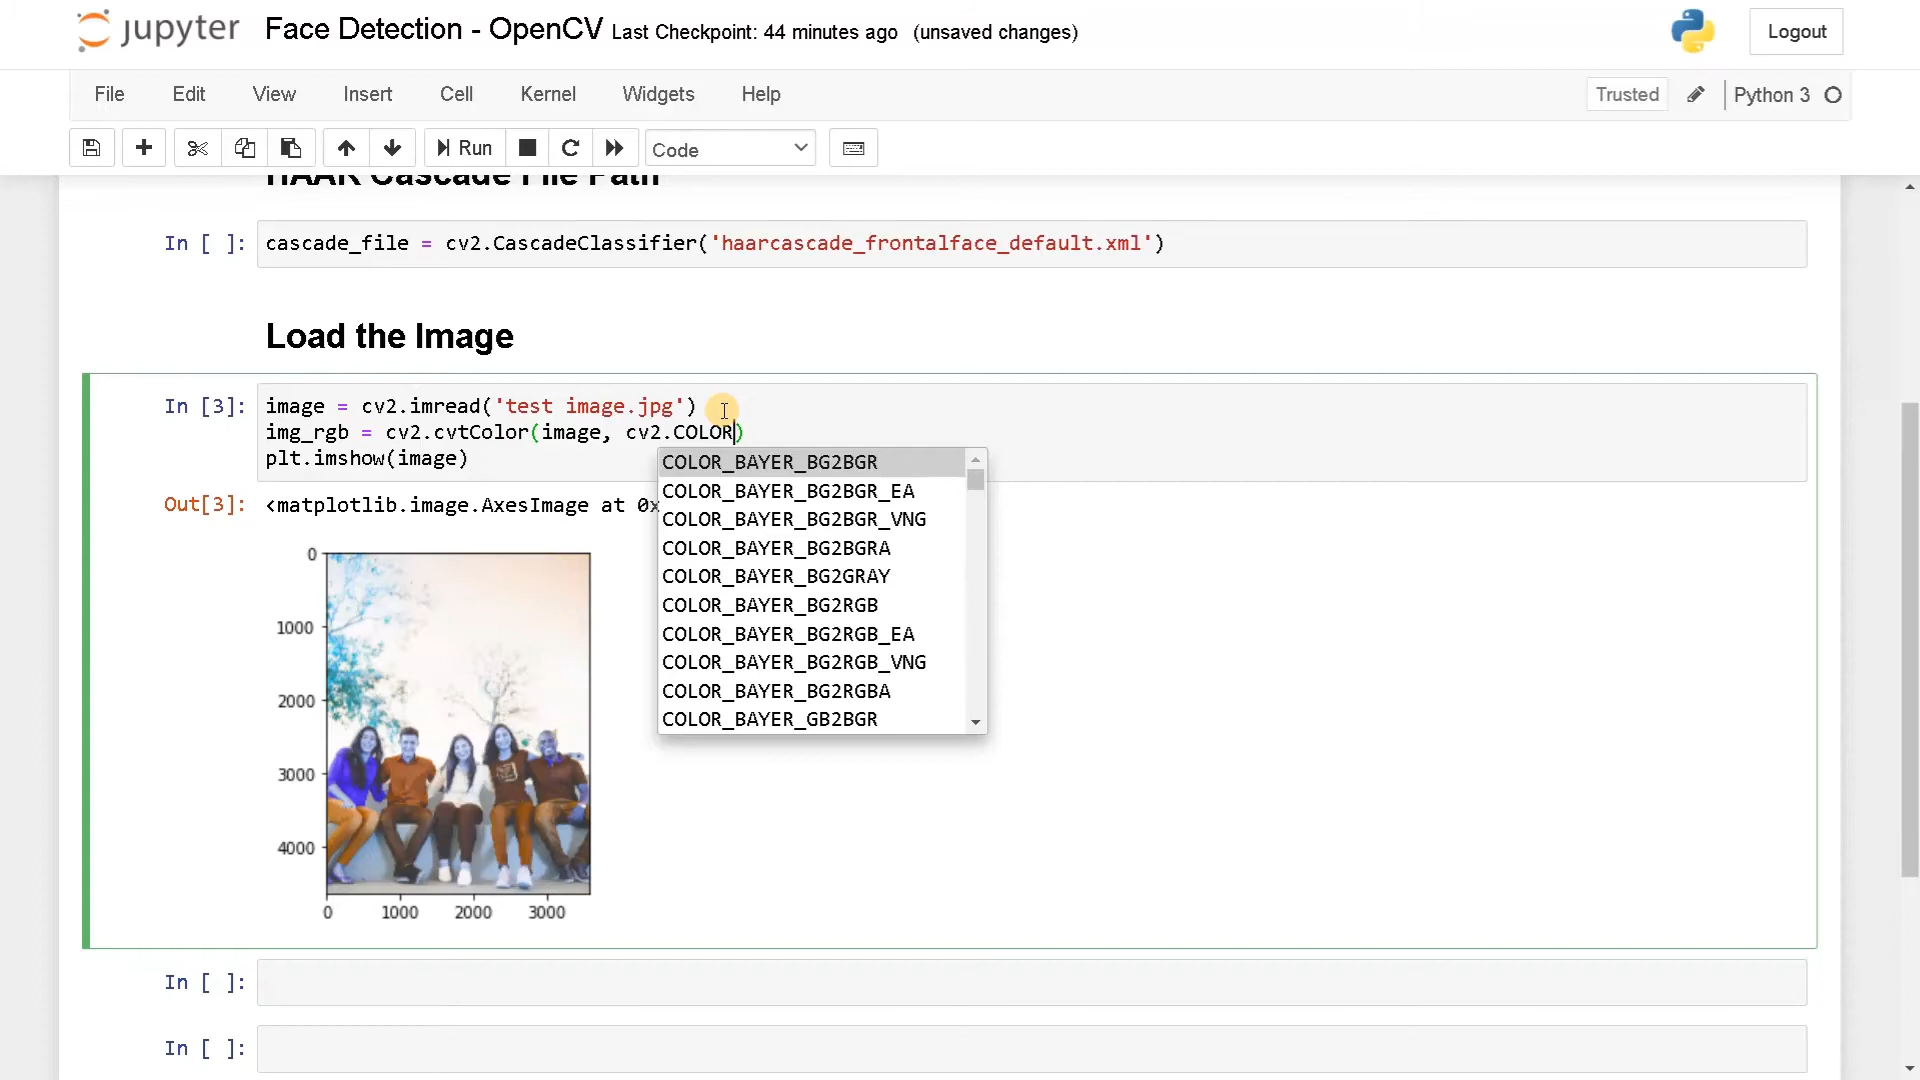 jupyter Face Detection - OpenCV Last Checkpoint: 44 minutes ago (unsaved changes) Logout
File Edit View Insert Cell Kernel Widgets Help Trusted Python 3
Run Code
HAAR Cascade File Path
In [ ]: cascade_file = cv2.CascadeClassifier('haarcascade_frontalface_default.xml')
Load the Image
In [3]: image = cv2.imread('test image.jpg')
img_rgb = cv2.cvtColor(image, cv2.COLOR)
plt.imshow(image)
COLOR_BAYER_BG2BGR
COLOR_BAYER_BG2BGR_EA
COLOR_BAYER_BG2BGR_VNG
COLOR_BAYER_BG2BGRA
COLOR_BAYER_BG2GRAY
COLOR_BAYER_BG2RGB
COLOR_BAYER_BG2RGB_EA
COLOR_BAYER_BG2RGB_VNG
COLOR_BAYER_BG2RGBA
COLOR_BAYER_GB2BGR
Out[3]: <matplotlib.image.AxesImage at 0x
0
1000
2000
3000
4000
0 1000 2000 3000
In [ ]:
In [ ]: